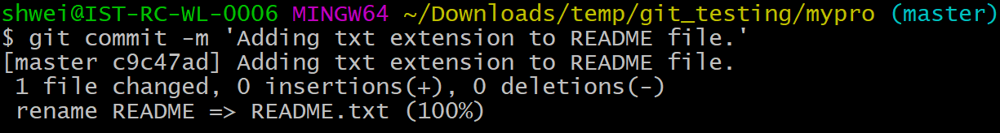 shwei@IST-RC-WL-0006 MINGW64 ~/Downloads/temp/git_testing/mypro (master)
$ git commit -m 'Adding txt extension to README file.'
[master c9c47ad] Adding txt extension to README file.
 1 file changed, 0 insertions(+), 0 deletions(-)
 rename README => README.txt (100%)